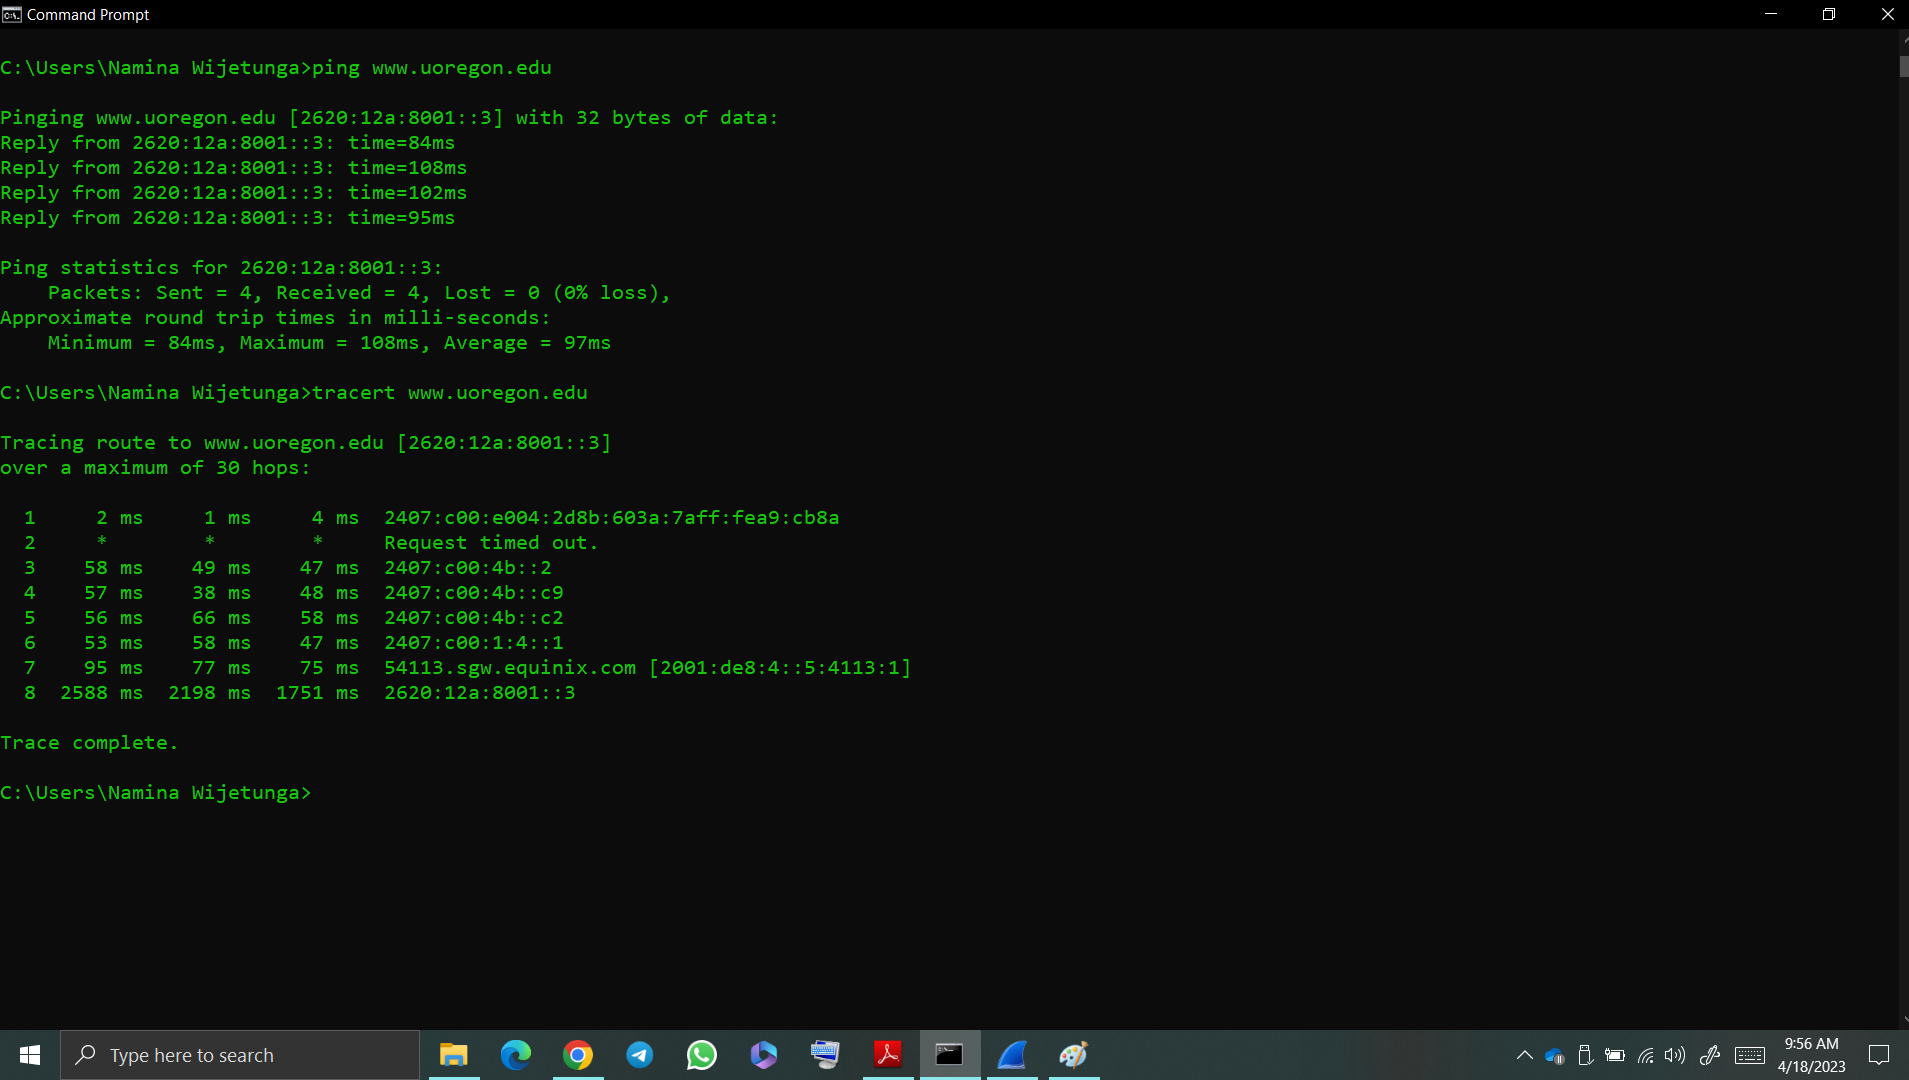 Command Prompt
C:\Users\Namina Wijetunga>ping www.uoregon.edu
Pinging www.uoregon.edu [2620:12a:8001::3] with 32 bytes of data:
Reply from 2620:12a:8001::3: time=84ms
Reply from 2620:12a:8001::3: time=108ms
Reply from 2620:12a:8001::3: time=102ms
Reply from 2620:12a:8001::3: time=95ms
Ping statistics for 2620:12a:8001::3:
    Packets: Sent = 4, Received = 4, Lost = 0 (0% loss),
Approximate round trip times in milli-seconds:
    Minimum = 84ms, Maximum = 108ms, Average = 97ms
C:\Users\Namina Wijetunga>tracert www.uoregon.edu
Tracing route to www.uoregon.edu [2620:12a:8001::3]
over a maximum of 30 hops:
  1     2 ms     1 ms     4 ms  2407:c00:e004:2d8b:603a:7aff:fea9:cb8a
  2     *        *        *     Request timed out.
  3    58 ms    49 ms    47 ms  2407:c00:4b::2
  4    57 ms    38 ms    48 ms  2407:c00:4b::c9
  5    56 ms    66 ms    58 ms  2407:c00:4b::c2
  6    53 ms    58 ms    47 ms  2407:c00:1:4::1
  7    95 ms    77 ms    75 ms  54113.sgw.equinix.com [2001:de8:4::5:4113:1]
  8  2588 ms  2198 ms  1751 ms  2620:12a:8001::3
Trace complete.
C:\Users\Namina Wijetunga>
Type here to search
9:56 AM
4/18/2023